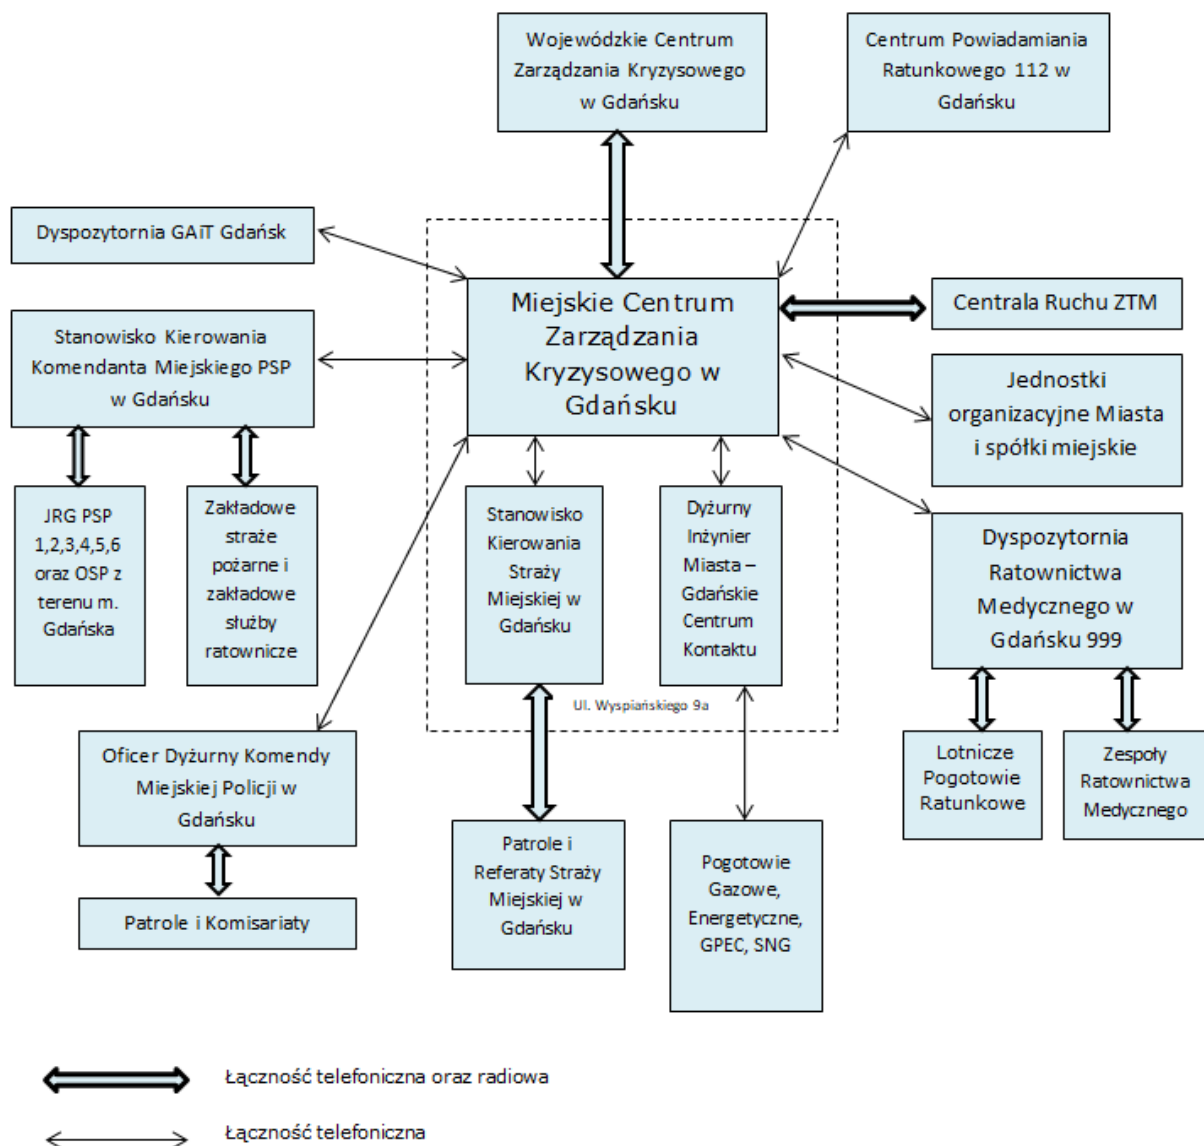 Wojewódzkie Centrum
Zarządzania Kryzysowego
w Gdańsku
Centrum Powiadamiania
Ratunkowego 112 w
Gdańsku
Dyspozytornia GAiT Gdańsk
Miejskie Centrum
Zarządzania
Kryzysowego w
Gdańsku
Centrala Ruchu ZTM
Stanowisko Kierowania
Komendanta Miejskiego PSP
w Gdańsku
Jednostki
organizacyjne Miasta
i spółki miejskie
JRG PSP
1,2,3,4,5,6
oraz OSP z
terenu m.
Gdańska
Zakładowe
straże
pożarne i
zakładowe
służby
ratownicze
Stanowisko
Kierowania
Straży
Miejskiej w
Gdańsku
Dyżurny
Inżynier
Miasta –
Gdańskie
Centrum
Kontaktu
Dyspozytornia
Ratownictwa
Medycznego w
Gdańsku 999
Ul. Wyspiańskiego 9a
Oficer Dyżurny Komendy
Miejskiej Policji w
Gdańsku
Lotnicze
Pogotowie
Ratunkowe
Zespoły
Ratownictwa
Medycznego
Patrole i Komisariaty
Patrole i
Referaty Straży
Miejskiej w
Gdańsku
Pogotowie
Gazowe,
Energetyczne,
GPEC, SNG
Łączność telefoniczna oraz radiowa
Łączność telefoniczna